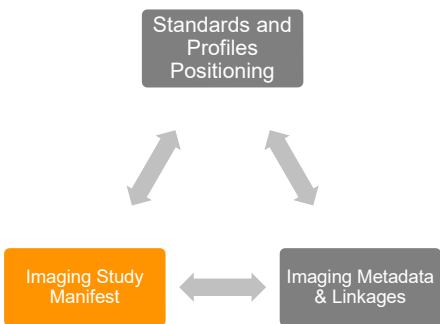 Standards and
Profiles
Positioning
Imaging Study
Manifest
Imaging Metadata
& Linkages